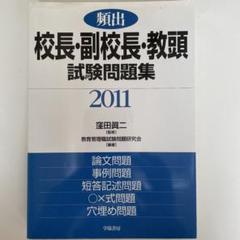 頻出
校長・副校長・教頭
試験問題集
2011
窪田眞二[監修]
教育管理職試験問題研究会[編著]
論文問題
事例問題
短答記述問題
○×式問題
穴埋め問題
学陽書房